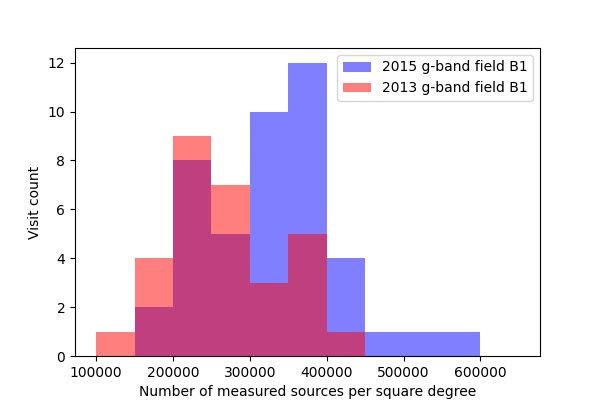 12
10
8
6
4
2
0
Visit count
2015 g-band field B1
2013 g-band field B1
100000 200000 300000 400000 500000 600000
Number of measured sources per square degree